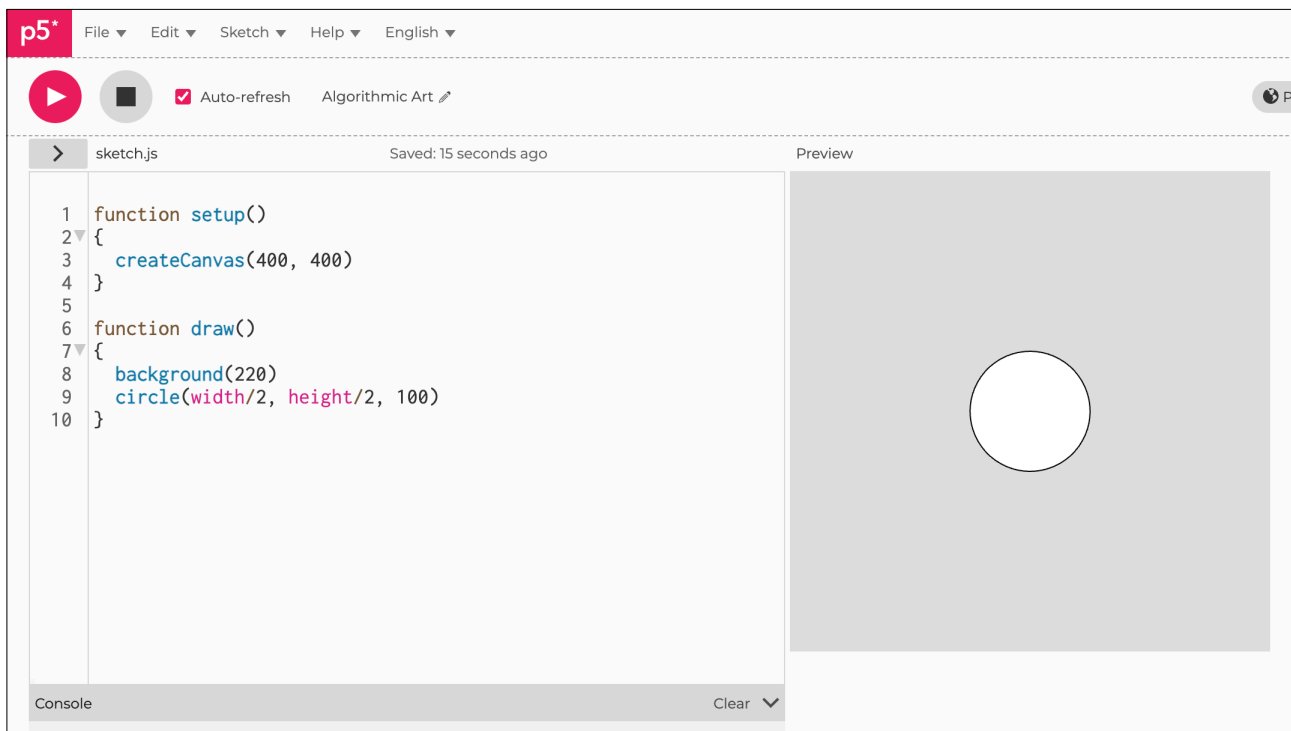 p5* File Edit Sketch Help English
Auto-refresh Algorithmic Art P
sketch.js Saved: 15 seconds ago Preview
1 function setup()
2 {
3   createCanvas(400, 400)
4 }
5
6 function draw()
7 {
8   background(220)
9   circle(width/2, height/2, 100)
10 }
Console Clear